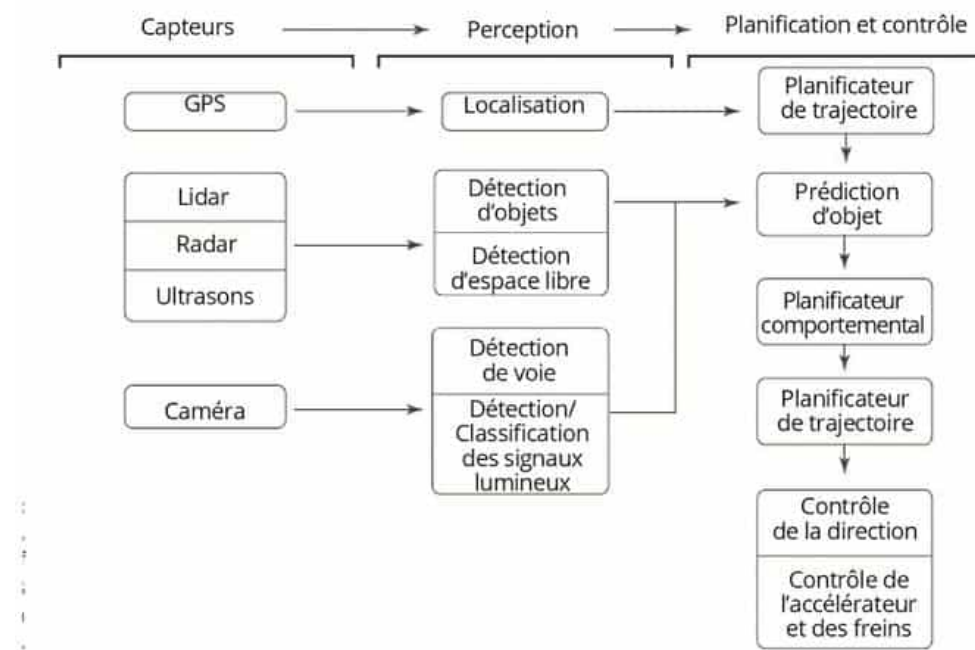 Capteurs
Perception
Planification et contrôle
GPS
Localisation
Planificateur
de trajectoire
Lidar
Radar
Ultrasons
Détection
d'objets
Détection
d'espace libre
Prédiction
d'objet
Planificateur
comportemental
Caméra
Détection
de voie
Détection/
Classification
des signaux
lumineux
Planificateur
de trajectoire
Contrôle
de la direction
Contrôle de
l'accélérateur
et des freins